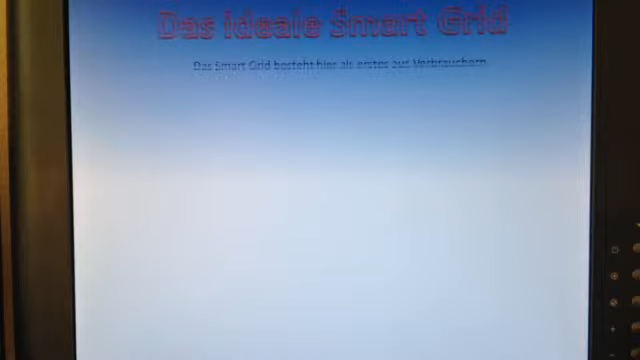 Das ideale Smart Grid
Das Smart Grid besteht hier als erstes aus Verbrauchern